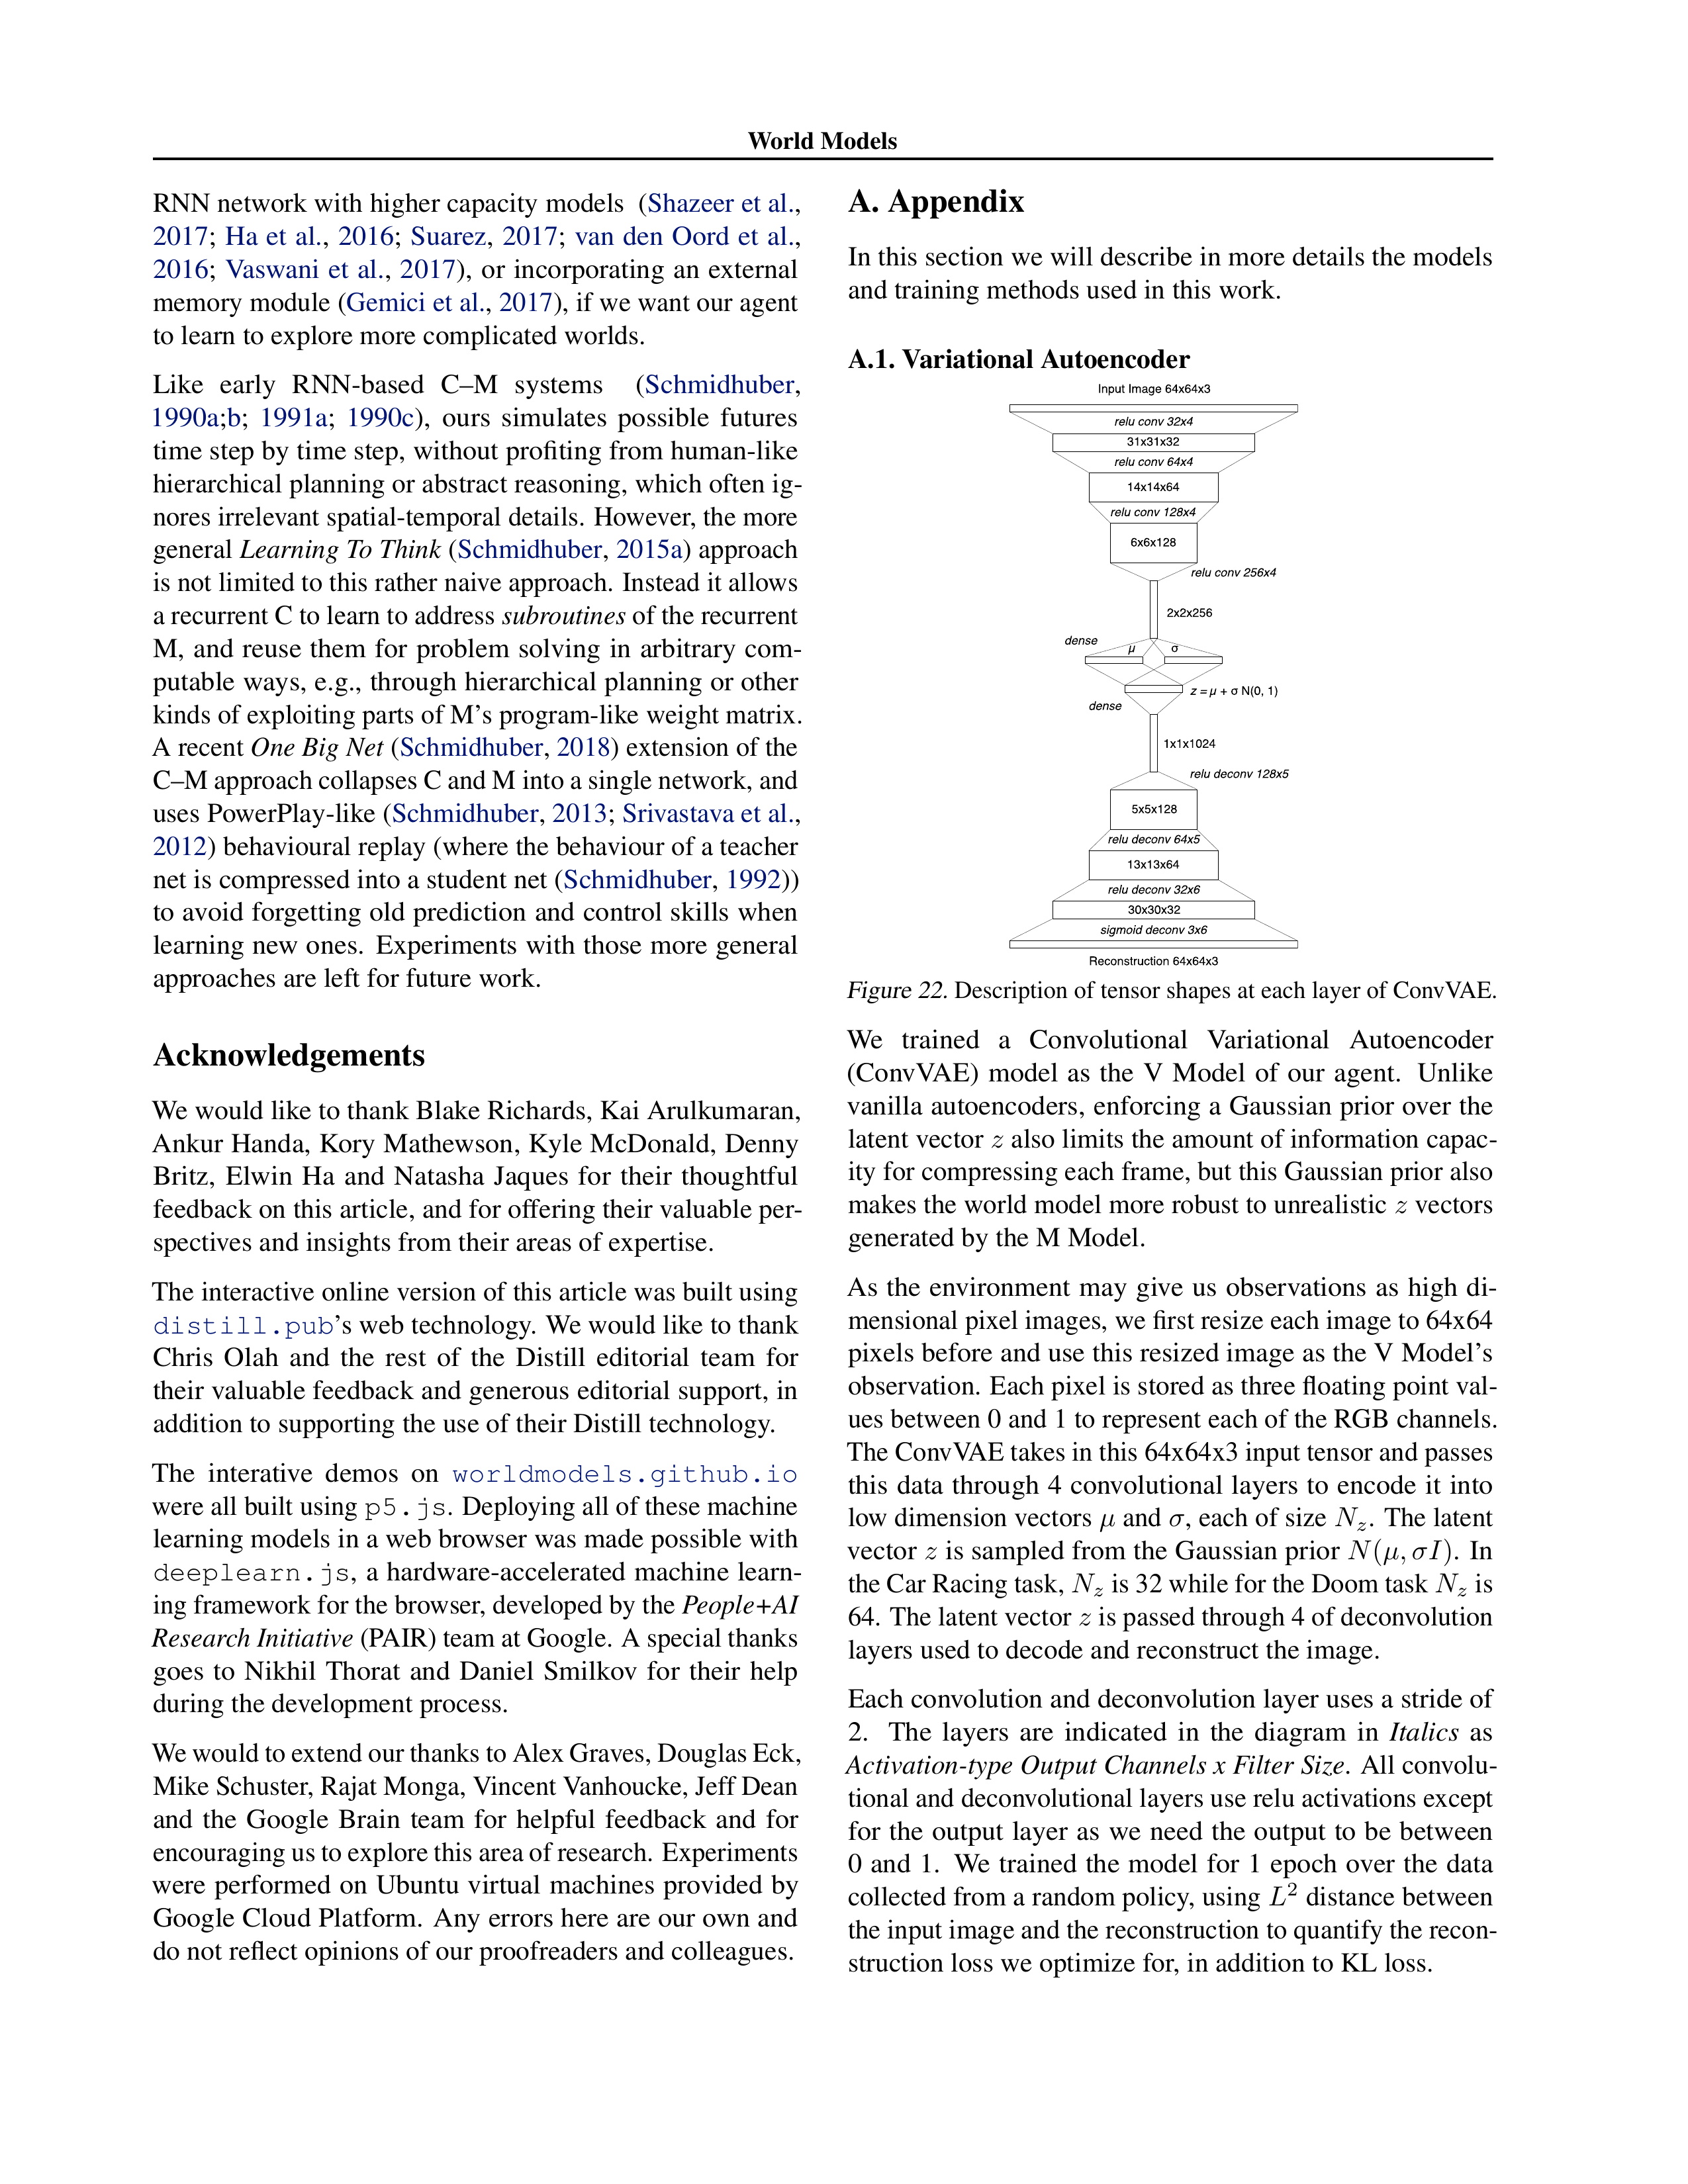 World Models
RNN network with higher capacity models (Shazeer et al.,
2017; Ha et al., 2016; Suarez, 2017; van den Oord et al.,
2016; Vaswani et al., 2017), or incorporating an external
memory module (Gemici et al., 2017), if we want our agent
to learn to explore more complicated worlds.
Like early RNN-based C–M systems (Schmidhuber,
1990a;b; 1991a; 1990c), ours simulates possible futures
time step by time step, without profiting from human-like
hierarchical planning or abstract reasoning, which often ig-
nores irrelevant spatial-temporal details. However, the more
general Learning To Think (Schmidhuber, 2015a) approach
is not limited to this rather naive approach. Instead it allows
a recurrent C to learn to address subroutines of the recurrent
M, and reuse them for problem solving in arbitrary com-
putable ways, e.g., through hierarchical planning or other
kinds of exploiting parts of M's program-like weight matrix.
A recent One Big Net (Schmidhuber, 2018) extension of the
C–M approach collapses C and M into a single network, and
uses PowerPlay-like (Schmidhuber, 2013; Srivastava et al.,
2012) behavioural replay (where the behaviour of a teacher
net is compressed into a student net (Schmidhuber, 1992))
to avoid forgetting old prediction and control skills when
learning new ones. Experiments with those more general
approaches are left for future work.
Acknowledgements
We would like to thank Blake Richards, Kai Arulkumaran,
Ankur Handa, Kory Mathewson, Kyle McDonald, Denny
Britz, Elwin Ha and Natasha Jaques for their thoughtful
feedback on this article, and for offering their valuable per-
spectives and insights from their areas of expertise.
The interactive online version of this article was built using
distill.pub's web technology. We would like to thank
Chris Olah and the rest of the Distill editorial team for
their valuable feedback and generous editorial support, in
addition to supporting the use of their Distill technology.
The interative demos on worldmodels.github.io
were all built using p5.js. Deploying all of these machine
learning models in a web browser was made possible with
deeplearn.js, a hardware-accelerated machine learn-
ing framework for the browser, developed by the People+AI
Research Initiative (PAIR) team at Google. A special thanks
goes to Nikhil Thorat and Daniel Smilkov for their help
during the development process.
We would to extend our thanks to Alex Graves, Douglas Eck,
Mike Schuster, Rajat Monga, Vincent Vanhoucke, Jeff Dean
and the Google Brain team for helpful feedback and for
encouraging us to explore this area of research. Experiments
were performed on Ubuntu virtual machines provided by
Google Cloud Platform. Any errors here are our own and
do not reflect opinions of our proofreaders and colleagues.
A. Appendix
In this section we will describe in more details the models
and training methods used in this work.
A.1. Variational Autoencoder
Input Image 64x64x3
relu conv 32x4
31x31x32
relu conv 64x4
14x14x64
relu conv 128x4
6x6x128
relu conv 256x4
2x2x256
dense
μ σ
z = μ + σ N(0, 1)
dense
1x1x1024
relu deconv 128x5
5x5x128
relu deconv 64x5
13x13x64
relu deconv 32x6
30x30x32
sigmoid deconv 3x6
Reconstruction 64x64x3
Figure 22. Description of tensor shapes at each layer of ConvVAE.
We trained a Convolutional Variational Autoencoder
(ConvVAE) model as the V Model of our agent. Unlike
vanilla autoencoders, enforcing a Gaussian prior over the
latent vector z also limits the amount of information capac-
ity for compressing each frame, but this Gaussian prior also
makes the world model more robust to unrealistic z vectors
generated by the M Model.
As the environment may give us observations as high di-
mensional pixel images, we first resize each image to 64x64
pixels before and use this resized image as the V Model's
observation. Each pixel is stored as three floating point val-
ues between 0 and 1 to represent each of the RGB channels.
The ConvVAE takes in this 64x64x3 input tensor and passes
this data through 4 convolutional layers to encode it into
low dimension vectors μ and σ, each of size N_z. The latent
vector z is sampled from the Gaussian prior N(μ, σI). In
the Car Racing task, N_z is 32 while for the Doom task N_z is
64. The latent vector z is passed through 4 of deconvolution
layers used to decode and reconstruct the image.
Each convolution and deconvolution layer uses a stride of
2. The layers are indicated in the diagram in Italics as
Activation-type Output Channels x Filter Size. All convolu-
tional and deconvolutional layers use relu activations except
for the output layer as we need the output to be between
0 and 1. We trained the model for 1 epoch over the data
collected from a random policy, using L² distance between
the input image and the reconstruction to quantify the recon-
struction loss we optimize for, in addition to KL loss.